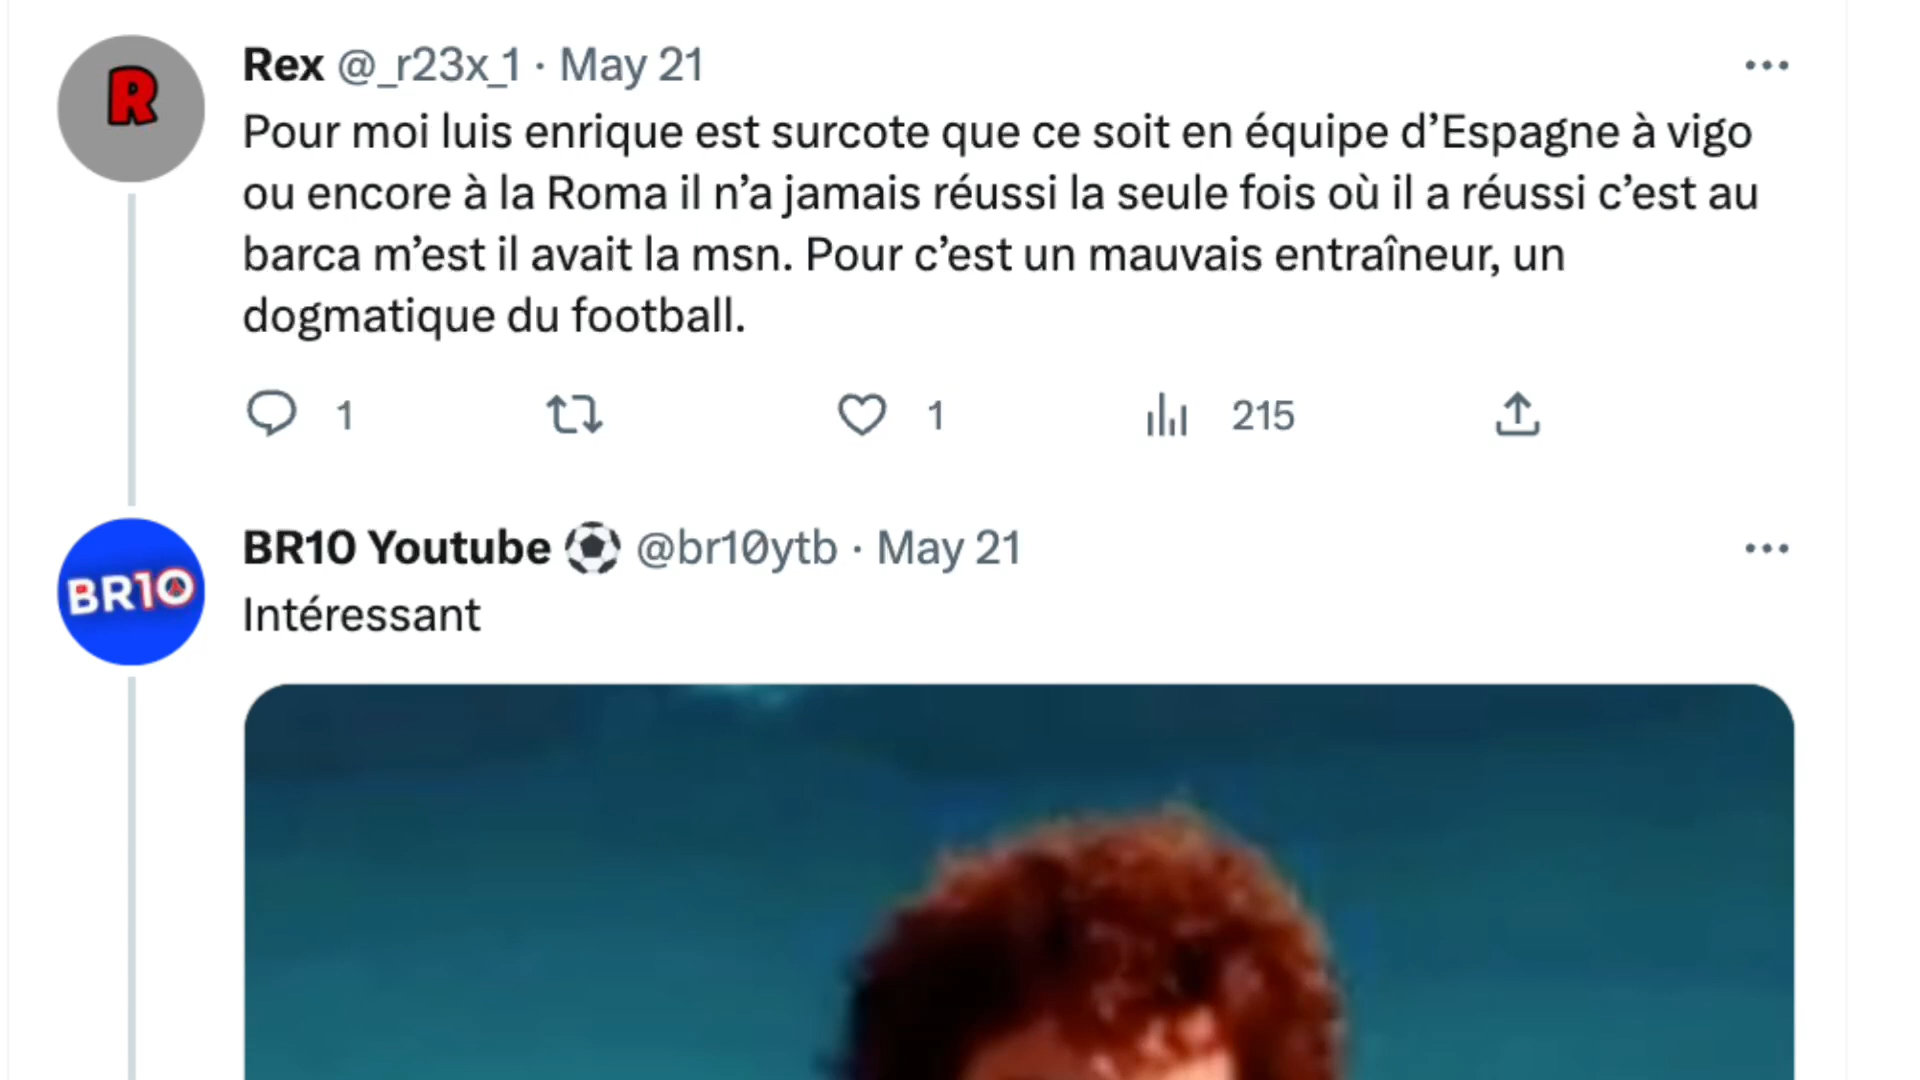 R
Rex @_r23x_1 · May 21
Pour moi luis enrique est surcote que ce soit en équipe d’Espagne à vigo
ou encore à la Roma il n’a jamais réussi la seule fois où il a réussi c’est au
barca m’est il avait la msn. Pour c’est un mauvais entraîneur, un
dogmatique du football.
1 1 215
BR10 Youtube ⚽ @br10ytb · May 21
BR10
Intéressant